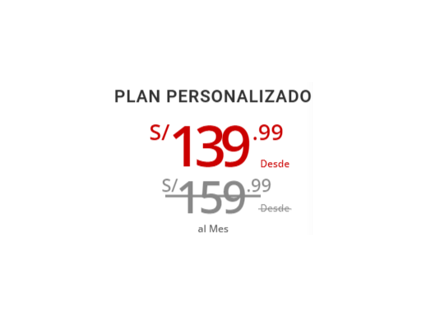 PLAN PERSONALIZADO
S/139.99
Desde
S/159.99
Desde
al Mes